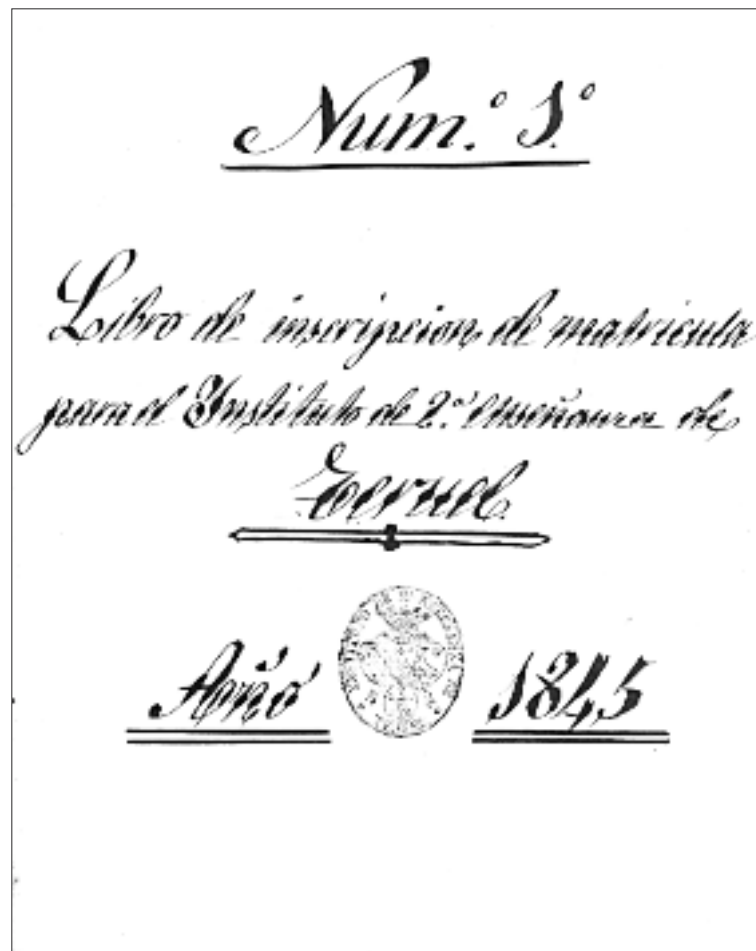 Num.º 1.º
Libro de inscripcion de matricula
para el Instituto de 2.ª enseñanza de
Teruel
Año 1845